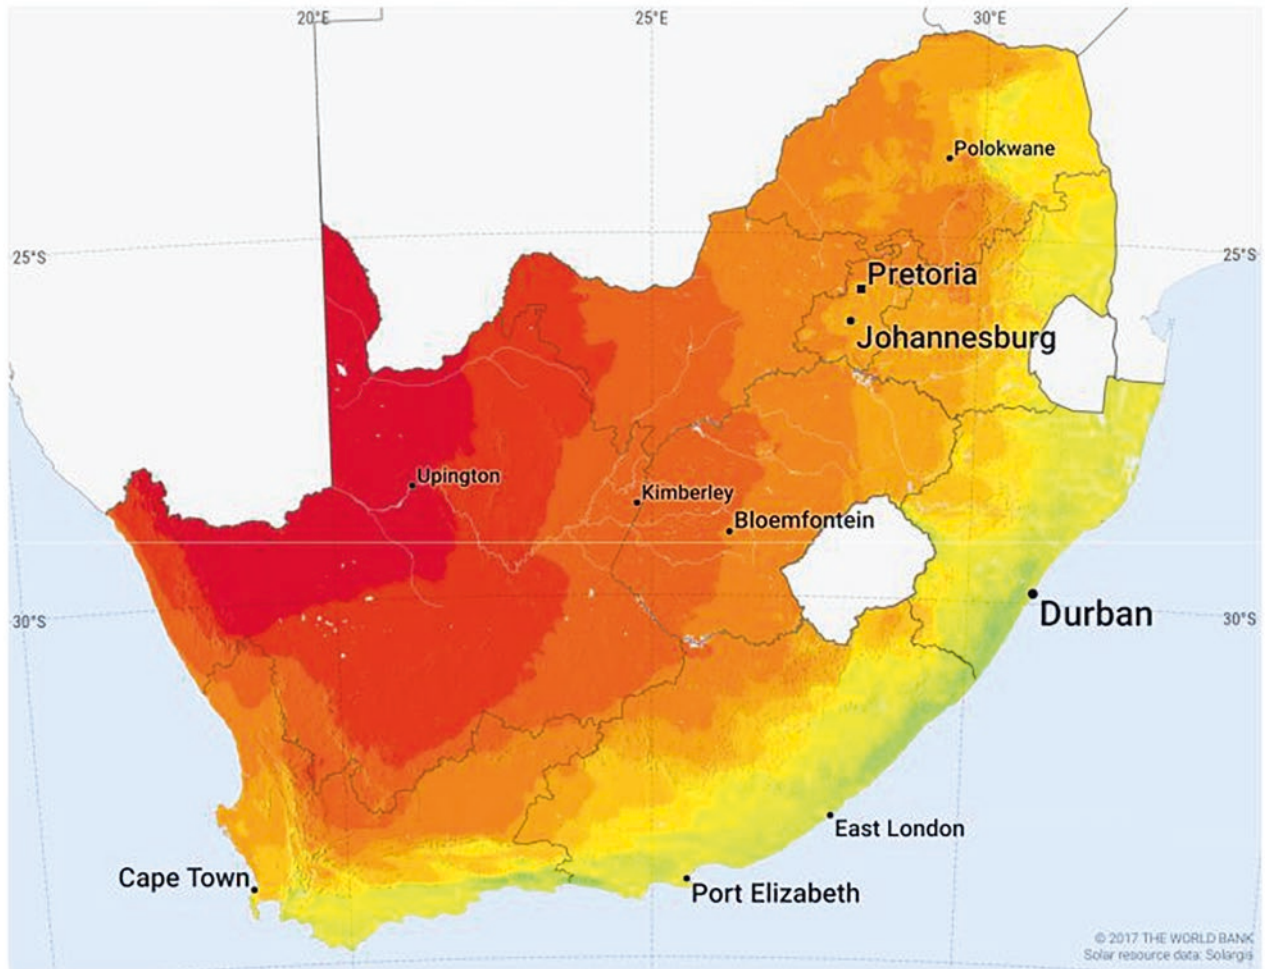 20°E
25°E
30°E
Polokwane
25°S
25°S
Pretoria
Johannesburg
Upington
Kimberley
Bloemfontein
Durban
30°S
30°S
East London
Cape Town
Port Elizabeth
© 2017 THE WORLD BANK
Solar resource data: Solargis